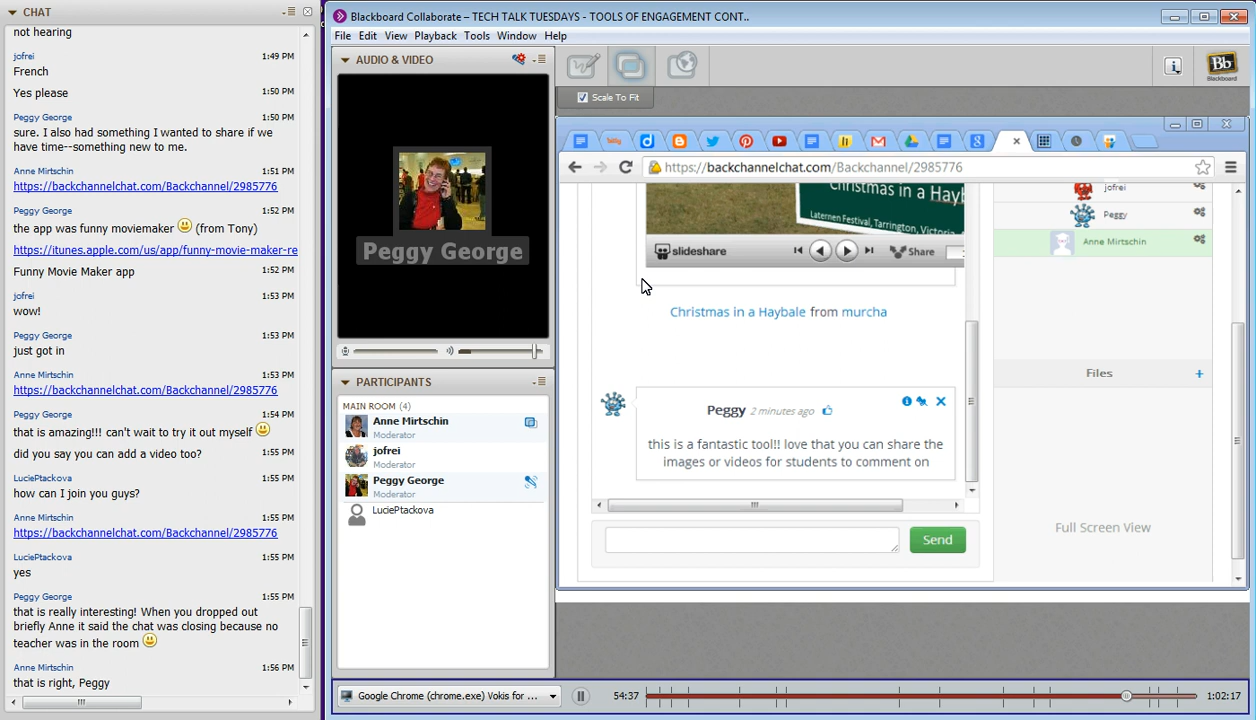 CHAT
not hearing
jofrei 1:49 PM
French
Yes please 1:50 PM
Peggy George 1:50 PM
sure. I also had something I wanted to share if we
have time--something new to me.
Anne Mirtschin 1:51 PM
https://backchannelchat.com/Backchannel/2985776
Peggy George 1:52 PM
the app was funny moviemaker (from Tony)
https://itunes.apple.com/us/app/funny-movie-maker-re
Funny Movie Maker app 1:52 PM
jofrei 1:53 PM
wow!
Peggy George 1:53 PM
just got in
Anne Mirtschin 1:53 PM
https://backchannelchat.com/Backchannel/2985776
Peggy George 1:54 PM
that is amazing!!! can't wait to try it out myself
did you say you can add a video too? 1:55 PM
LuciePtackova 1:55 PM
how can I join you guys?
Anne Mirtschin 1:55 PM
https://backchannelchat.com/Backchannel/2985776
LuciePtackova 1:55 PM
yes
Peggy George 1:55 PM
that is really interesting! When you dropped out
briefly Anne it said the chat was closing because no
teacher was in the room
Anne Mirtschin 1:56 PM
that is right, Peggy
Blackboard Collaborate – TECH TALK TUESDAYS - TOOLS OF ENGAGEMENT CONT..
File Edit View Playback Tools Window Help
AUDIO & VIDEO
Peggy George
PARTICIPANTS
MAIN ROOM (4)
Anne Mirtschin
Moderator
jofrei
Moderator
Peggy George
Moderator
LuciePtackova
Bb
Blackboard
Scale To Fit
https://backchannelchat.com/Backchannel/2985776
Christmas in a Hayb
Laternen Festival, Tarrington, Victoria,
slideshare Share
Christmas in a Haybale from murcha
Peggy 2 minutes ago
this is a fantastic tool!! love that you can share the
images or videos for students to comment on
Send
jofrei
Peggy
Anne Mirtschin
Files +
Full Screen View
Google Chrome (chrome.exe) Vokis for ... 54:37 1:02:17